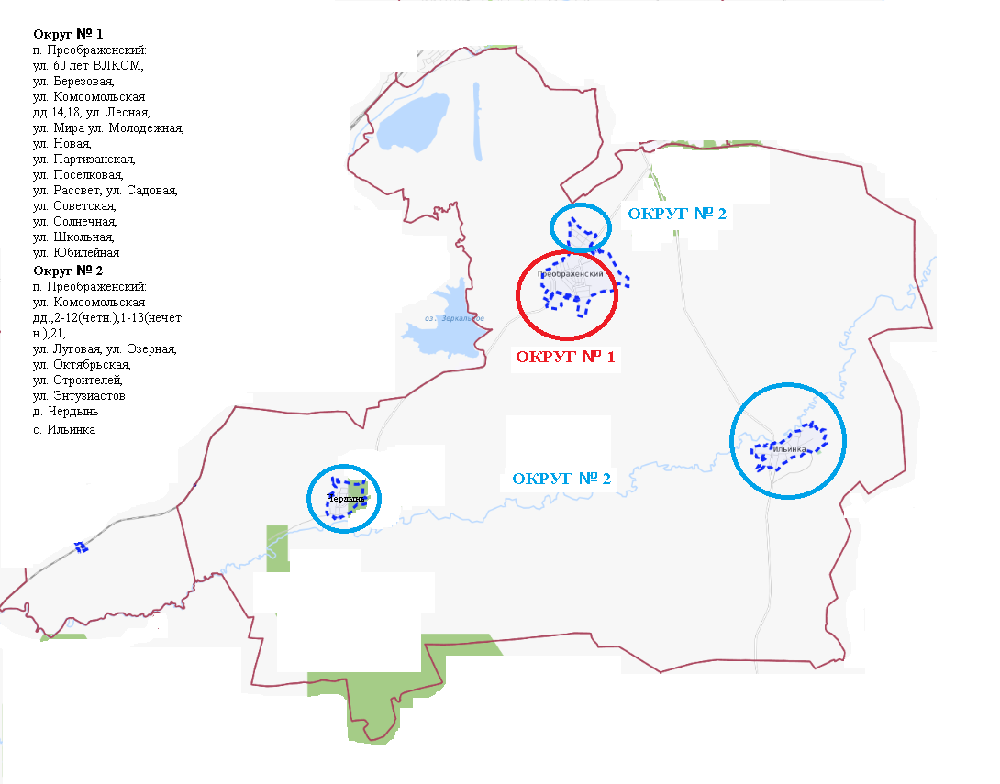 Округ № 1
п. Преображенский:
ул. 60 лет ВЛКСМ,
ул. Березовая,
ул. Комсомольская
дд.14,18, ул. Лесная,
ул. Мира ул. Молодежная,
ул. Новая,
ул. Партизанская,
ул. Поселковая,
ул. Рассвет, ул. Садовая,
ул. Советская,
ул. Солнечная,
ул. Школьная,
ул. Юбилейная
Округ № 2
п. Преображенский:
ул. Комсомольская
дд.,2-12(четн.),1-13(нечет
н.),21,
ул. Луговая, ул. Озерная,
ул. Октябрьская,
ул. Строителей,
ул. Энтузиастов
д. Чердынь
с. Ильинка
ОКРУГ № 2
Преображенский
оз. Зеркальное
ОКРУГ № 1
Ильинка
ОКРУГ № 2
Чердынь